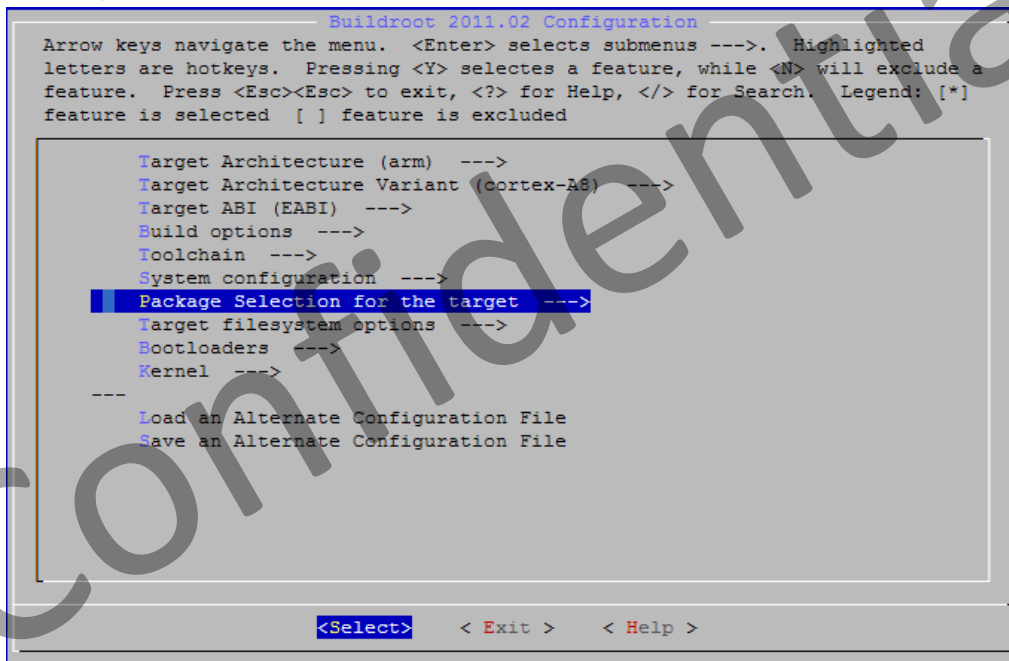 Buildroot 2011.02 Configuration
Arrow keys navigate the menu.  <Enter> selects submenus --->.  Highlighted
letters are hotkeys.  Pressing <Y> selectes a feature, while <N> will exclude a
feature.  Press <Esc><Esc> to exit, <?> for Help, </> for Search.  Legend: [*]
feature is selected  [ ] feature is excluded
Target Architecture (arm)  --->
Target Architecture Variant (cortex-A8)  --->
Target ABI (EABI)  --->
Build options  --->
Toolchain  --->
System configuration  --->
Package Selection for the target  --->
Target filesystem options  --->
Bootloaders  --->
Kernel  --->
---
Load an Alternate Configuration File
Save an Alternate Configuration File
<Select>    < Exit >    < Help >
Confidentia